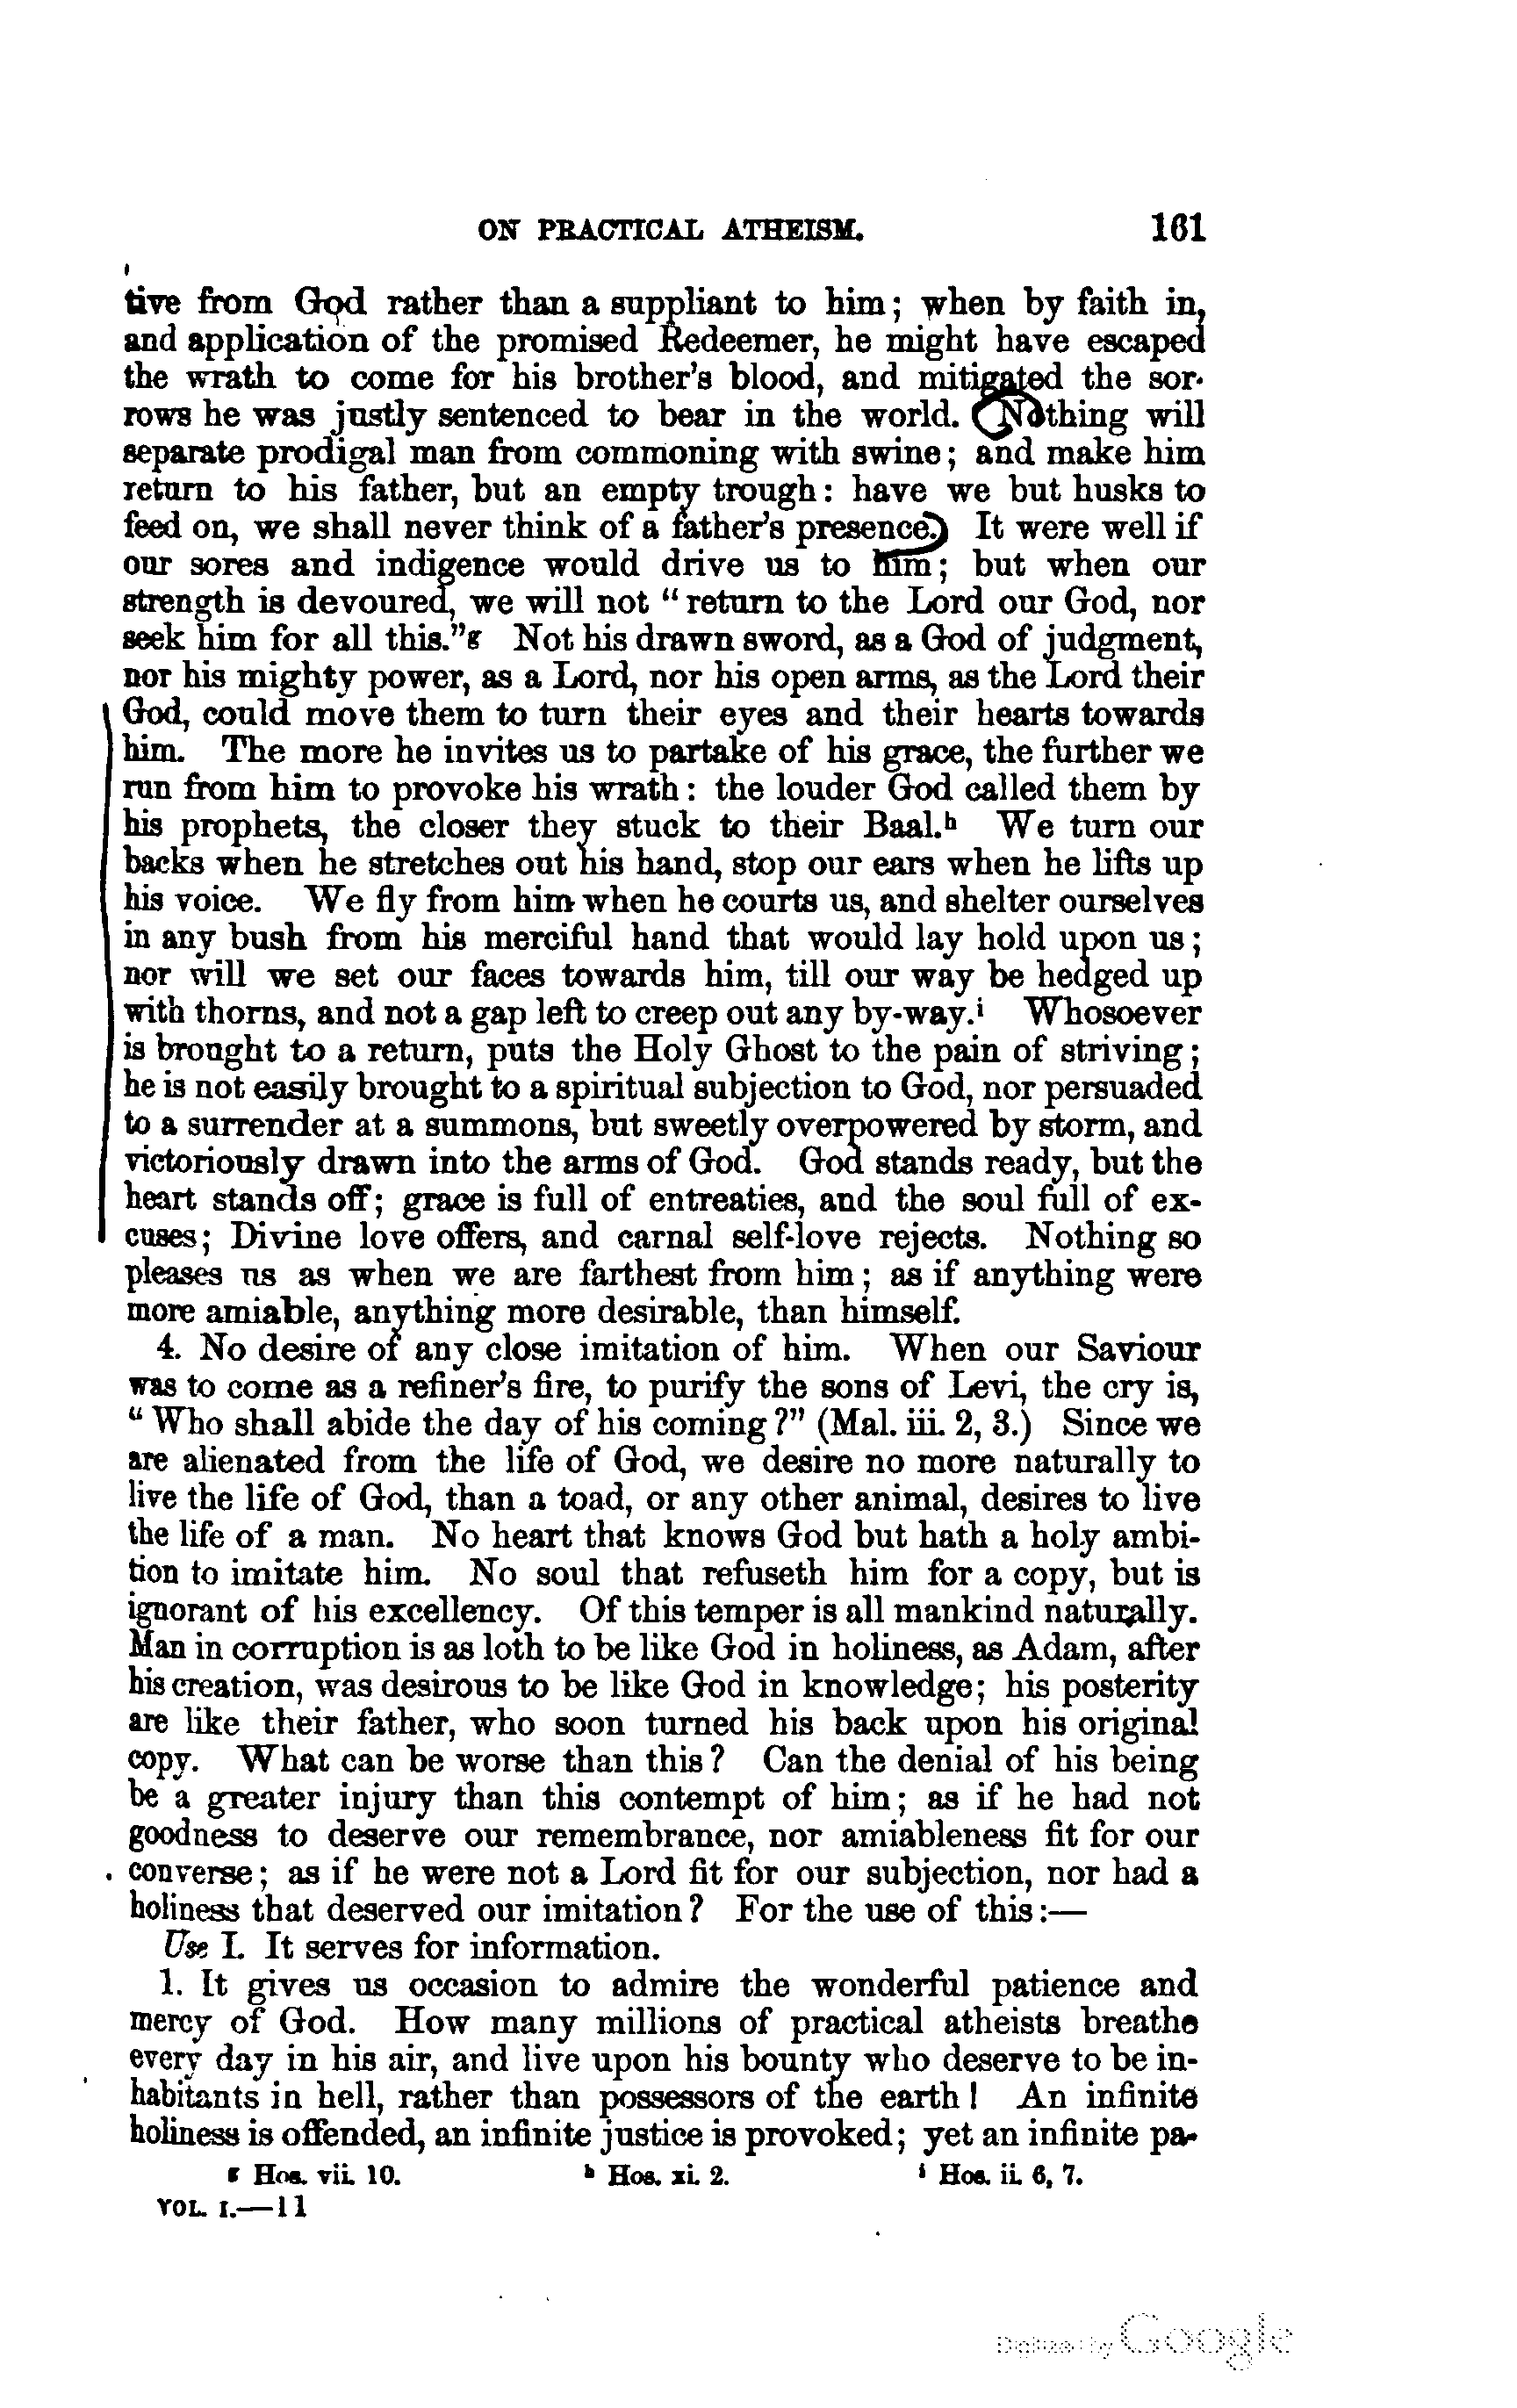 ON PRACTICAL ATHEISM. 161
tive from God rather than a suppliant to him; when by faith in,
and application of the promised Redeemer, he might have escaped
the wrath to come for his brother's blood, and mitigated the sor-
rows he was justly sentenced to bear in the world. Nothing will
separate prodigal man from commoning with swine; and make him
return to his father, but an empty trough: have we but husks to
feed on, we shall never think of a father's presence. It were well if
our sores and indigence would drive us to him; but when our
strength is devoured, we will not "return to the Lord our God, nor
seek him for all this."g Not his drawn sword, as a God of judgment,
nor his mighty power, as a Lord, nor his open arms, as the Lord their
God, could move them to turn their eyes and their hearts towards
him. The more he invites us to partake of his grace, the further we
run from him to provoke his wrath: the louder God called them by
his prophets, the closer they stuck to their Baal.h We turn our
backs when he stretches out his hand, stop our ears when he lifts up
his voice. We fly from him when he courts us, and shelter ourselves
in any bush from his merciful hand that would lay hold upon us;
nor will we set our faces towards him, till our way be hedged up
with thorns, and not a gap left to creep out any by-way.i Whosoever
is brought to a return, puts the Holy Ghost to the pain of striving;
he is not easily brought to a spiritual subjection to God, nor persuaded
to a surrender at a summons, but sweetly overpowered by storm, and
victoriously drawn into the arms of God. God stands ready, but the
heart stands off; grace is full of entreaties, and the soul full of ex-
cuses; Divine love offers, and carnal self-love rejects. Nothing so
pleases us as when we are farthest from him; as if anything were
more amiable, anything more desirable, than himself.
4. No desire of any close imitation of him. When our Saviour
was to come as a refiner's fire, to purify the sons of Levi, the cry is,
"Who shall abide the day of his coming?" (Mal. iii. 2, 3.) Since we
are alienated from the life of God, we desire no more naturally to
live the life of God, than a toad, or any other animal, desires to live
the life of a man. No heart that knows God but hath a holy ambi-
tion to imitate him. No soul that refuseth him for a copy, but is
ignorant of his excellency. Of this temper is all mankind naturally.
Man in corruption is as loth to be like God in holiness, as Adam, after
his creation, was desirous to be like God in knowledge; his posterity
are like their father, who soon turned his back upon his original
copy. What can be worse than this? Can the denial of his being
be a greater injury than this contempt of him; as if he had not
goodness to deserve our remembrance, nor amiableness fit for our
converse; as if he were not a Lord fit for our subjection, nor had a
holiness that deserved our imitation? For the use of this:—
Use I. It serves for information.
1. It gives us occasion to admire the wonderful patience and
mercy of God. How many millions of practical atheists breathe
every day in his air, and live upon his bounty who deserve to be in-
habitants in hell, rather than possessors of the earth! An infinite
holiness is offended, an infinite justice is provoked; yet an infinite pa-
g Hos. vii. 10. h Hos. xi. 2. i Hos. ii. 6, 7.
VOL. I.—11
Digitized by Google